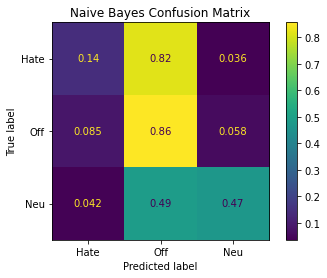 Naive Bayes Confusion Matrix
Hate 0.14 0.82 0.036
Off 0.085 0.86 0.058
Neu 0.042 0.49 0.47
Hate Off Neu
Predicted label
True label
0.8
0.7
0.6
0.5
0.4
0.3
0.2
0.1